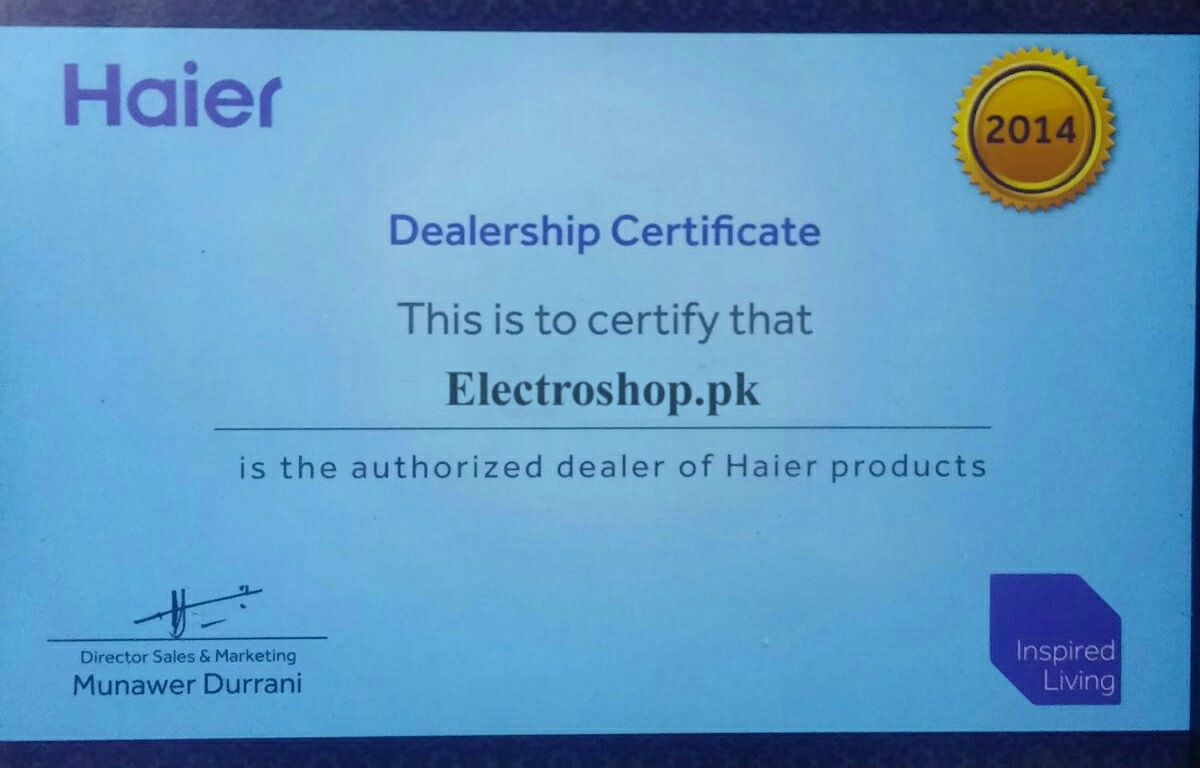 Haier
2014
Dealership Certificate
This is to certify that
Electroshop.pk
is the authorized dealer of Haier products
Director Sales & Marketing
Munawer Durrani
Inspired
Living